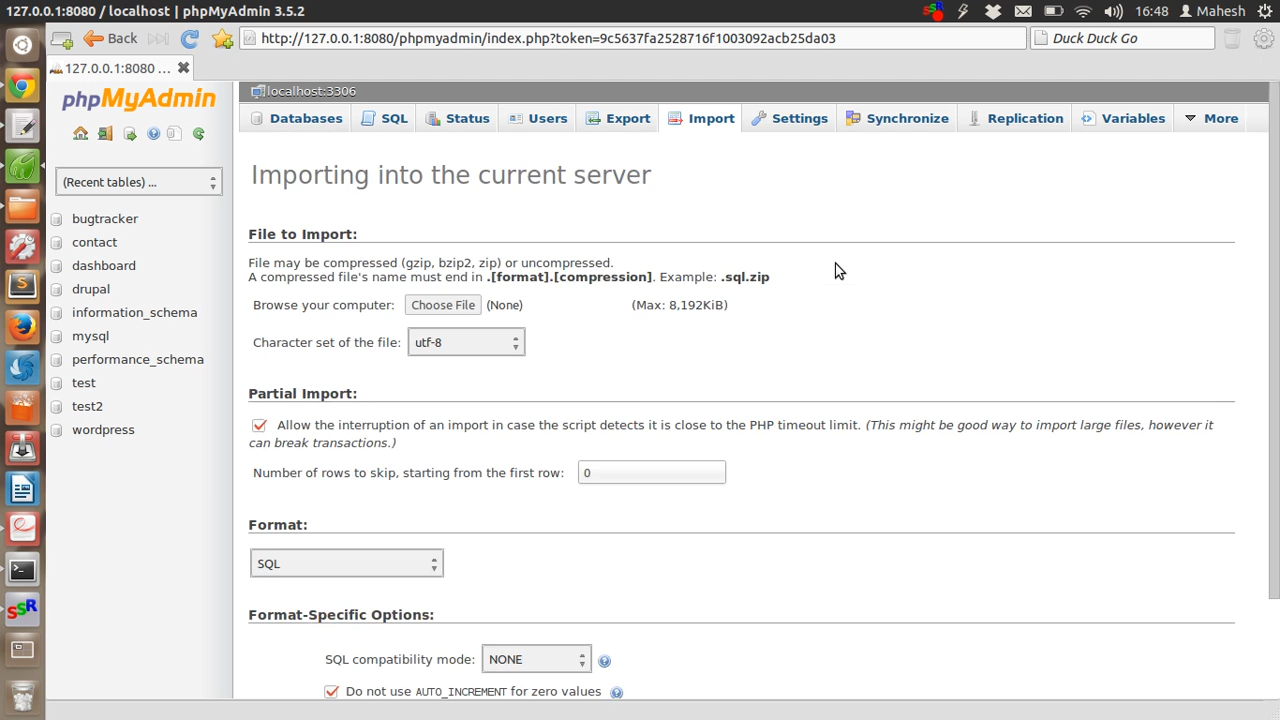 127.0.0.1:8080 / localhost | phpMyAdmin 3.5.2
16:48 Mahesh
Back
http://127.0.0.1:8080/phpmyadmin/index.php?token=9c5637fa2528716f1003092acb25da03
Duck Duck Go
127.0.0.1:8080 ...
phpMyAdmin
(Recent tables) ...
bugtracker
contact
dashboard
drupal
information_schema
mysql
performance_schema
test
test2
wordpress
localhost:3306
Databases SQL Status Users Export Import Settings Synchronize Replication Variables More
Importing into the current server
File to Import:
File may be compressed (gzip, bzip2, zip) or uncompressed.
A compressed file's name must end in .[format].[compression]. Example: .sql.zip
Browse your computer: Choose File (None) (Max: 8,192KiB)
Character set of the file: utf-8
Partial Import:
Allow the interruption of an import in case the script detects it is close to the PHP timeout limit. (This might be good way to import large files, however it
can break transactions.)
Number of rows to skip, starting from the first row: 0
Format:
SQL
Format-Specific Options:
SQL compatibility mode: NONE
Do not use AUTO_INCREMENT for zero values
SSR